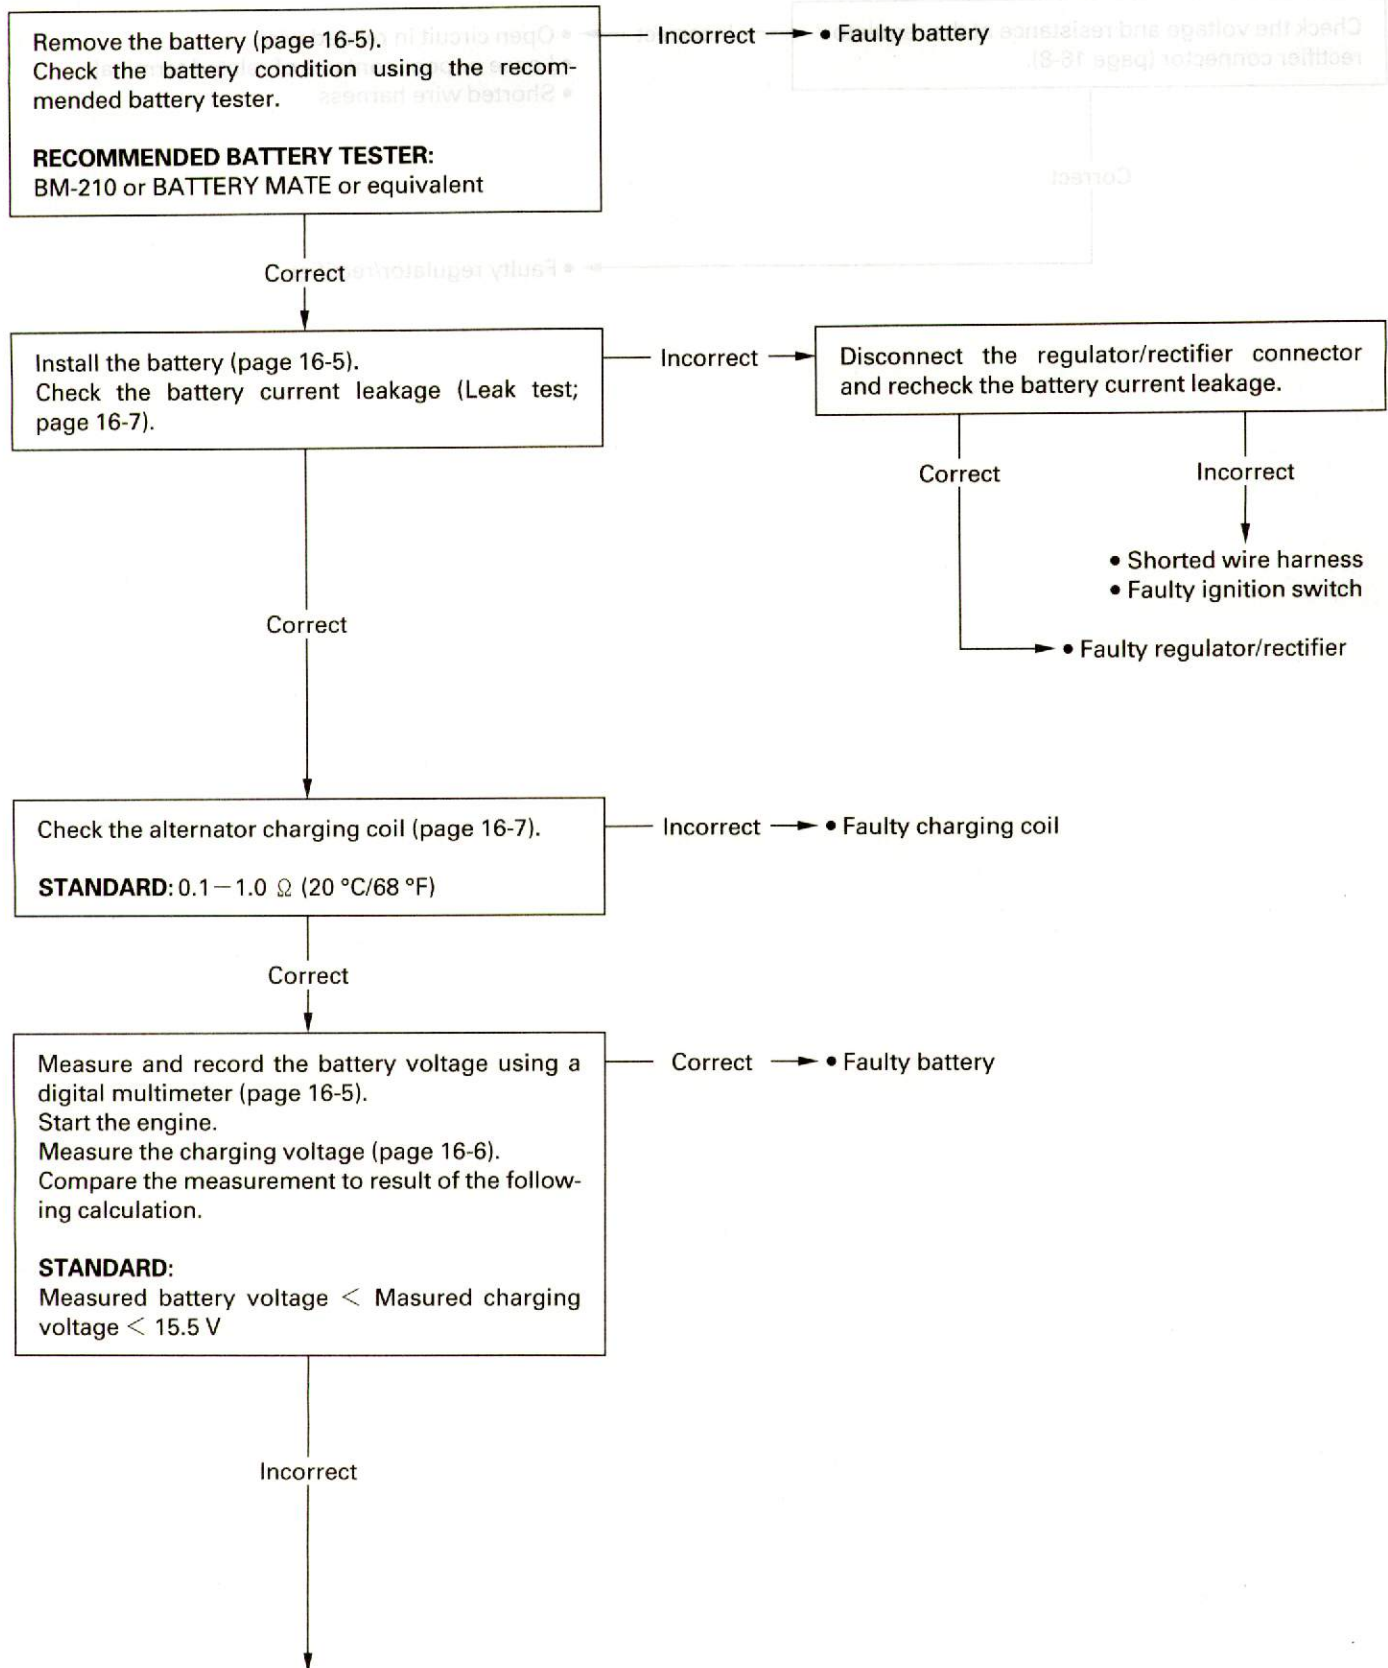 Remove the battery (page 16-5).
Check the battery condition using the recom-
mended battery tester.
RECOMMENDED BATTERY TESTER:
BM-210 or BATTERY MATE or equivalent
Incorrect
• Faulty battery
Correct
Install the battery (page 16-5).
Check the battery current leakage (Leak test;
page 16-7).
Incorrect
Disconnect the regulator/rectifier connector
and recheck the battery current leakage.
Correct
Incorrect
• Shorted wire harness
• Faulty ignition switch
• Faulty regulator/rectifier
Correct
Check the alternator charging coil (page 16-7).
STANDARD: 0.1－1.0 Ω (20 °C/68 °F)
Incorrect
• Faulty charging coil
Correct
Measure and record the battery voltage using a
digital multimeter (page 16-5).
Start the engine.
Measure the charging voltage (page 16-6).
Compare the measurement to result of the follow-
ing calculation.
STANDARD:
Measured battery voltage < Masured charging
voltage < 15.5 V
Correct
• Faulty battery
Incorrect